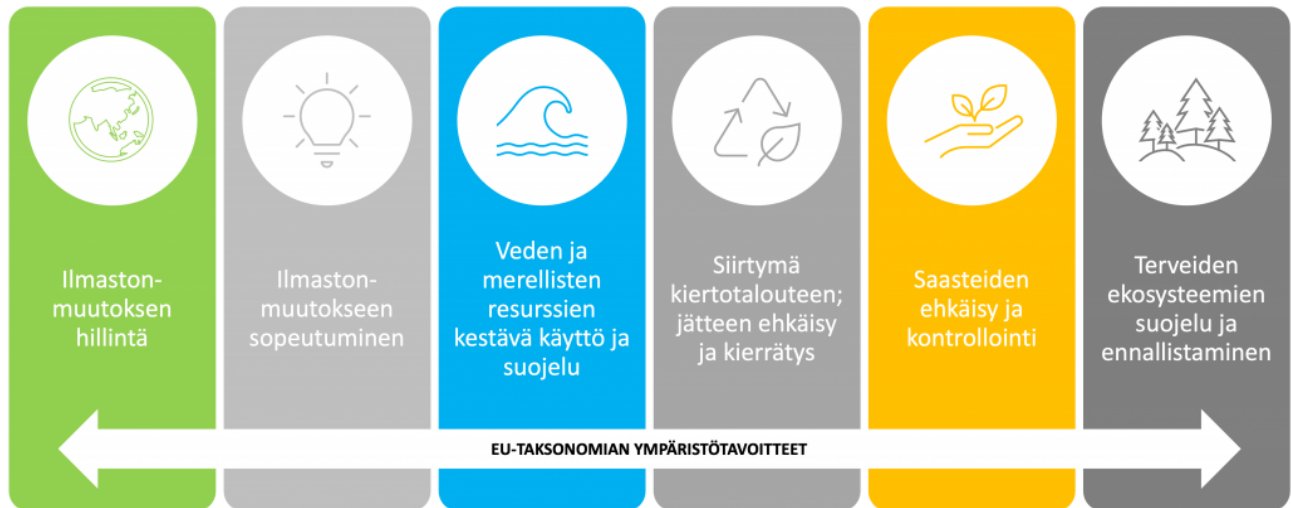 Ilmaston-
muutoksen
hillintä
Ilmaston-
muutokseen
sopeutuminen
Veden ja
merellisten
resurssien
kestävä käyttö ja
suojelu
Siirtymä
kiertotalouteen;
jätteen ehkäisy
ja kierrätys
Saasteiden
ehkäisy ja
kontrollointi
Terveiden
ekosysteemien
suojelu ja
ennallistaminen
EU-TAKSONOMIAN YMPÄRISTÖTAVOITTEET